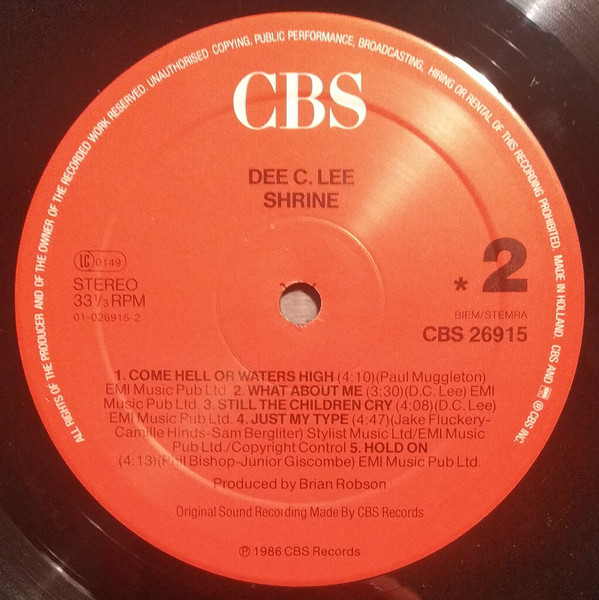 ALL RIGHTS OF THE PRODUCER AND OF THE OWNER OF THE RECORDED WORK RESERVED. UNAUTHORISED COPYING, PUBLIC PERFORMANCE, BROADCASTING, HIRING OR RENTAL OF THIS RECORDING PROHIBITED. MADE IN HOLLAND. CBS AND ℗ CBS INC.
CBS
DEE C. LEE
SHRINE
LC 0149
STEREO
33 1/3 RPM
01-026915-2
* 2
BIEM/STEMRA
CBS 26915
1. COME HELL OR WATERS HIGH (4:10)(Paul Muggleton)
EMI Music Pub Ltd. 2. WHAT ABOUT ME (3:30)(D.C. Lee) EMI
Music Pub Ltd. 3. STILL THE CHILDREN CRY (4:08)(D.C. Lee)
EMI Music Pub Ltd. 4. JUST MY TYPE (4:47)(Jake Fluckery-
Camille Hinds-Sam Bergliter) Stylist Music Ltd/EMI Music
Pub Ltd./Copyright Control 5. HOLD ON
(4:13)(Phil Bishop-Junior Giscombe) EMI Music Pub Ltd.
Produced by Brian Robson
Original Sound Recording Made By CBS Records
℗ 1986 CBS Records